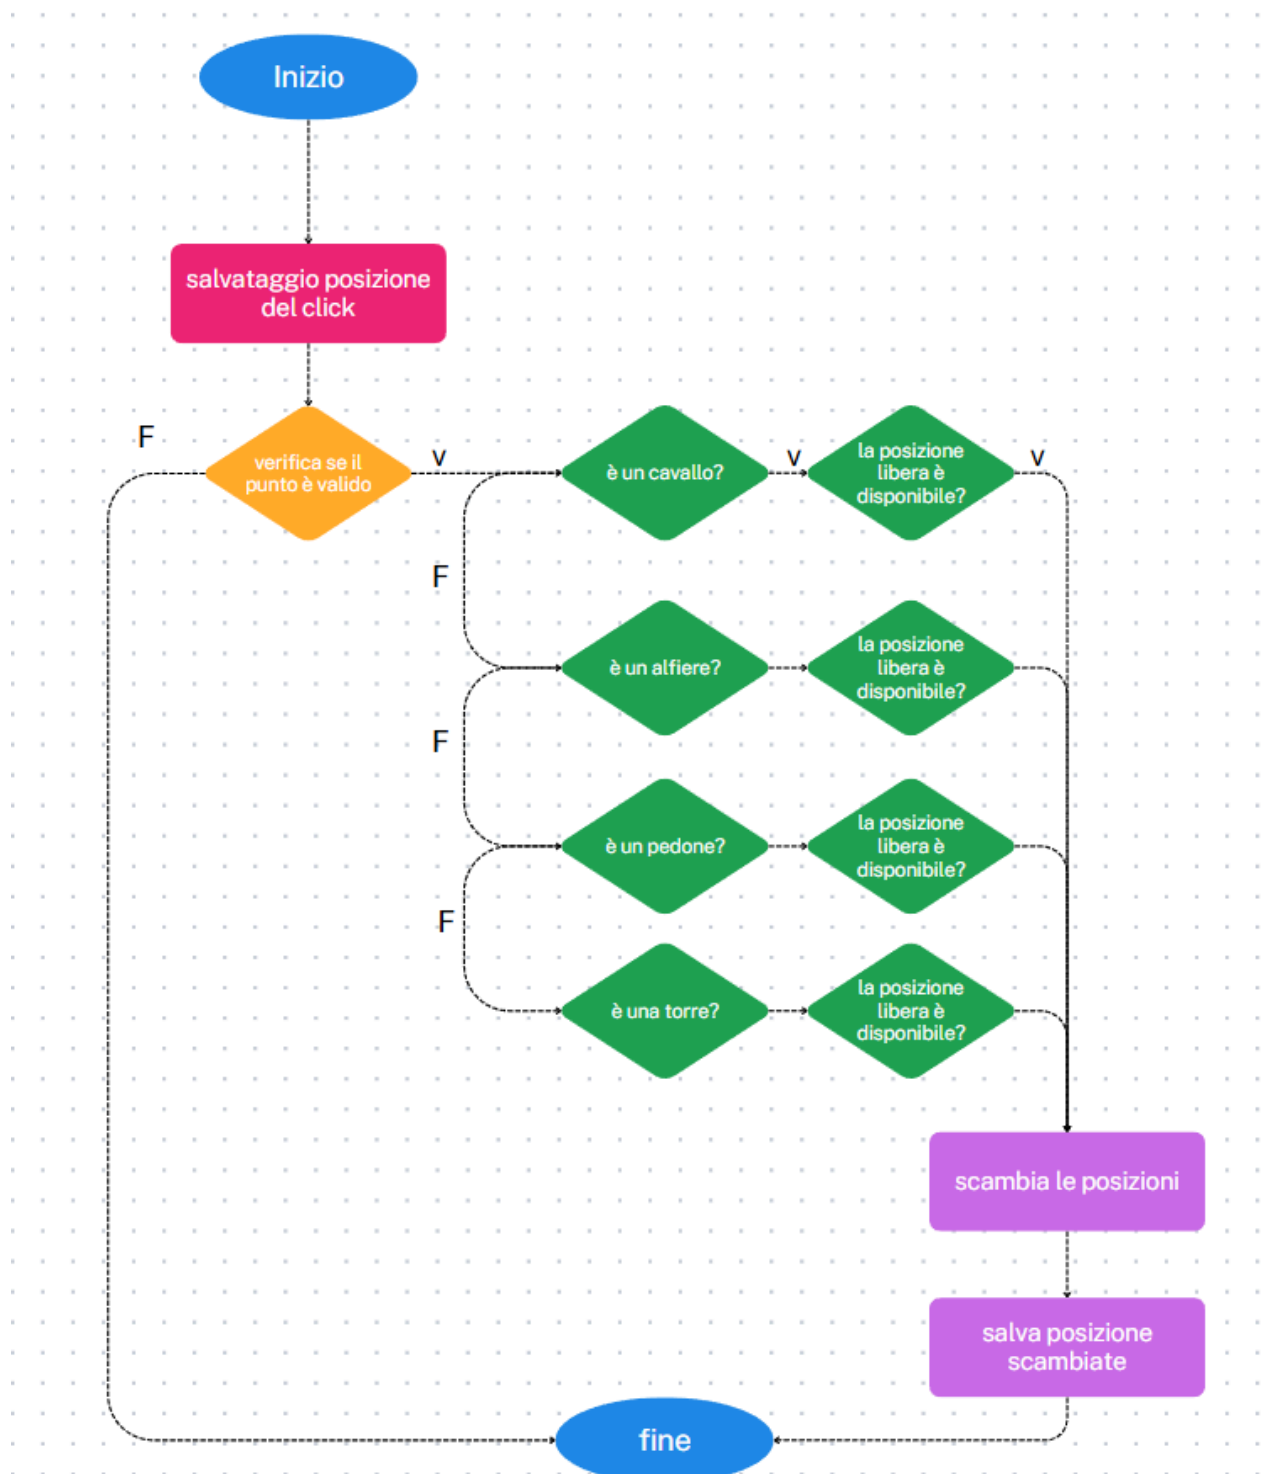 Inizio
salvataggio posizione
del click
F
verifica se il
punto è valido
v
è un cavallo?
v
la posizione
libera è
disponibile?
v
F
è un alfiere?
la posizione
libera è
disponibile?
F
è un pedone?
la posizione
libera è
disponibile?
F
è una torre?
la posizione
libera è
disponibile?
scambia le posizioni
salva posizione
scambiate
fine